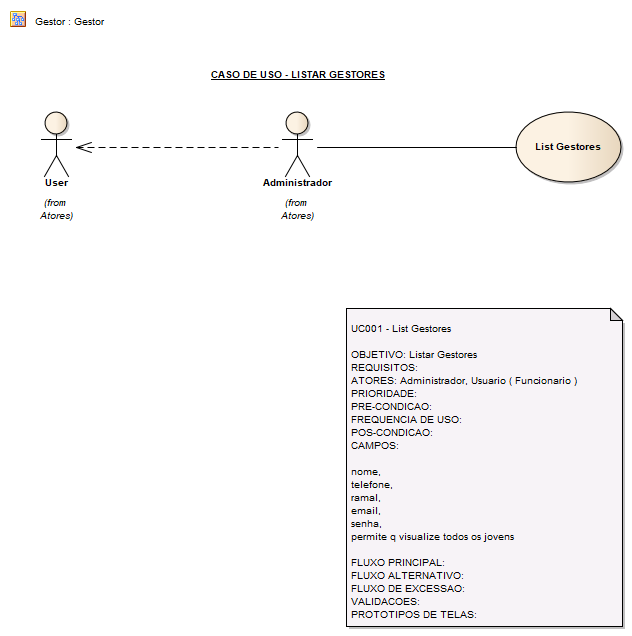 Gestor : Gestor
CASO DE USO - LISTAR GESTORES
User
(from
Atores)
Administrador
(from
Atores)
List Gestores
UC001 - List Gestores
OBJETIVO: Listar Gestores
REQUISITOS:
ATORES: Administrador, Usuario ( Funcionario )
PRIORIDADE:
PRE-CONDICAO:
FREQUENCIA DE USO:
POS-CONDICAO:
CAMPOS:
nome,
telefone,
ramal,
email,
senha,
permite q visualize todos os jovens
FLUXO PRINCIPAL:
FLUXO ALTERNATIVO:
FLUXO DE EXCESSAO:
VALIDACOES:
PROTOTIPOS DE TELAS: